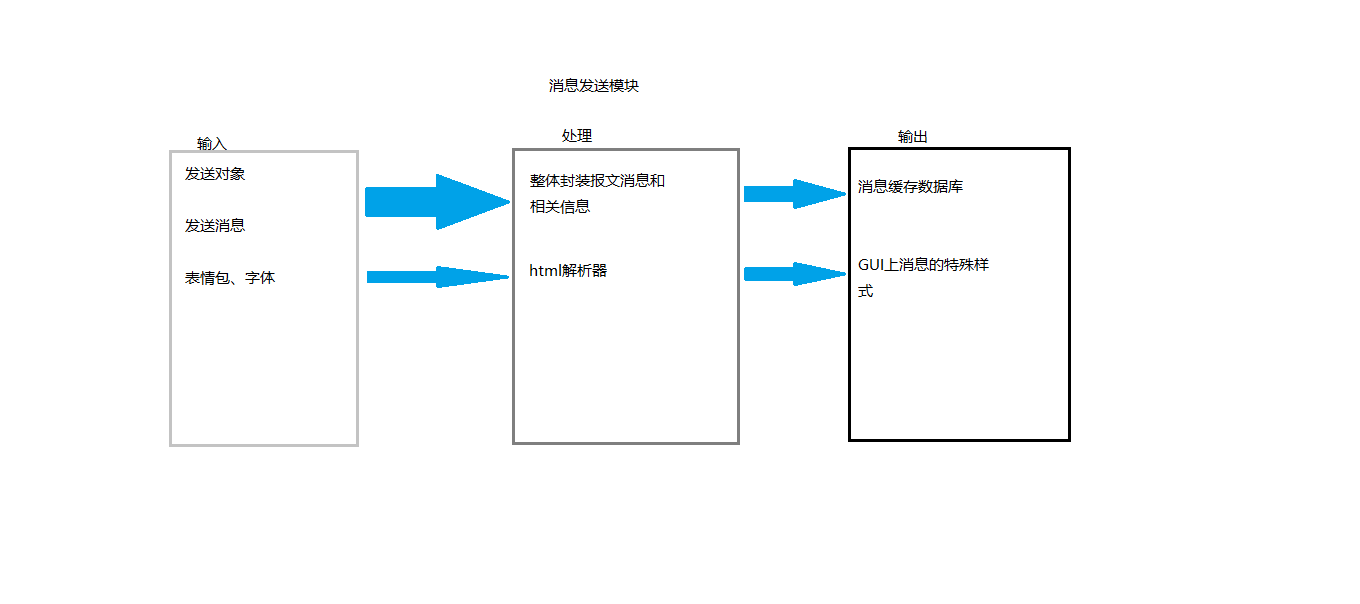 消息发送模块
输入
处理
输出
发送对象
发送消息
表情包、字体
整体封装报文消息和
相关信息
html解析器
消息缓存数据库
GUI上消息的特殊样
式